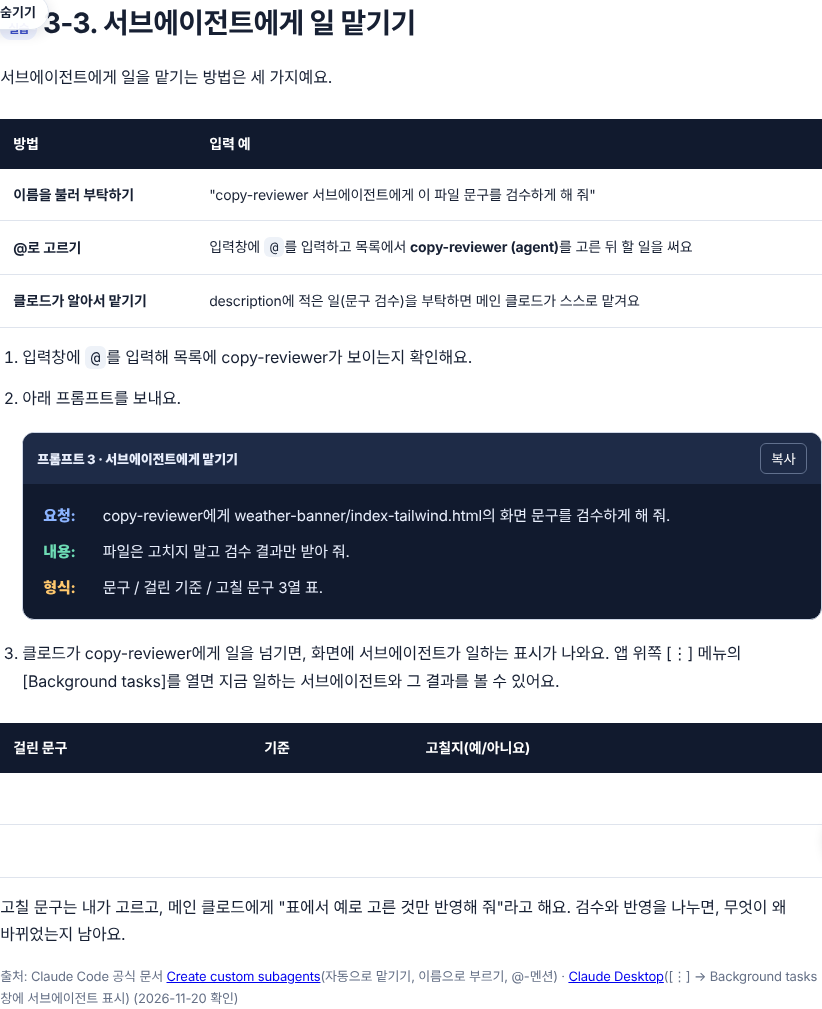 숨기기
3-3. 서브에이전트에게 일 맡기기
서브에이전트에게 일을 맡기는 방법은 세 가지예요.
방법 입력 예
이름을 불러 부탁하기 "copy-reviewer 서브에이전트에게 이 파일 문구를 검수하게 해 줘"
@로 고르기 입력창에 @를 입력하고 목록에서 copy-reviewer (agent)를 고른 뒤 할 일을 써요
클로드가 알아서 맡기기 description에 적은 일(문구 검수)을 부탁하면 메인 클로드가 스스로 맡겨요
1. 입력창에 @를 입력해 목록에 copy-reviewer가 보이는지 확인해요.
2. 아래 프롬프트를 보내요.
프롬프트 3 · 서브에이전트에게 맡기기 복사
요청: copy-reviewer에게 weather-banner/index-tailwind.html의 화면 문구를 검수하게 해 줘.
내용: 파일은 고치지 말고 검수 결과만 받아 줘.
형식: 문구 / 걸린 기준 / 고칠 문구 3열 표.
3. 클로드가 copy-reviewer에게 일을 넘기면, 화면에 서브에이전트가 일하는 표시가 나와요. 앱 위쪽 [⋮] 메뉴의
[Background tasks]를 열면 지금 일하는 서브에이전트와 그 결과를 볼 수 있어요.
걸린 문구 기준 고칠지(예/아니요)
고칠 문구는 내가 고르고, 메인 클로드에게 "표에서 예로 고른 것만 반영해 줘"라고 해요. 검수와 반영을 나누면, 무엇이 왜
바뀌었는지 남아요.
출처: Claude Code 공식 문서 Create custom subagents(자동으로 맡기기, 이름으로 부르기, @-멘션) · Claude Desktop([⋮] → Background tasks
창에 서브에이전트 표시) (2026-11-20 확인)